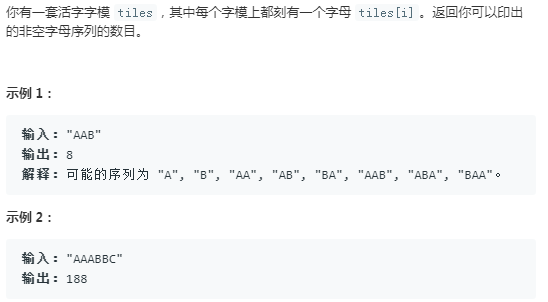 你有一套活字字模 tiles，其中每个字模上都刻有一个字母 tiles[i]。返回你可以印出
的非空字母序列的数目。
示例 1：
输入："AAB"
输出：8
解释：可能的序列为 "A", "B", "AA", "AB", "BA", "AAB", "ABA", "BAA"。
示例 2：
输入："AAABBC"
输出：188